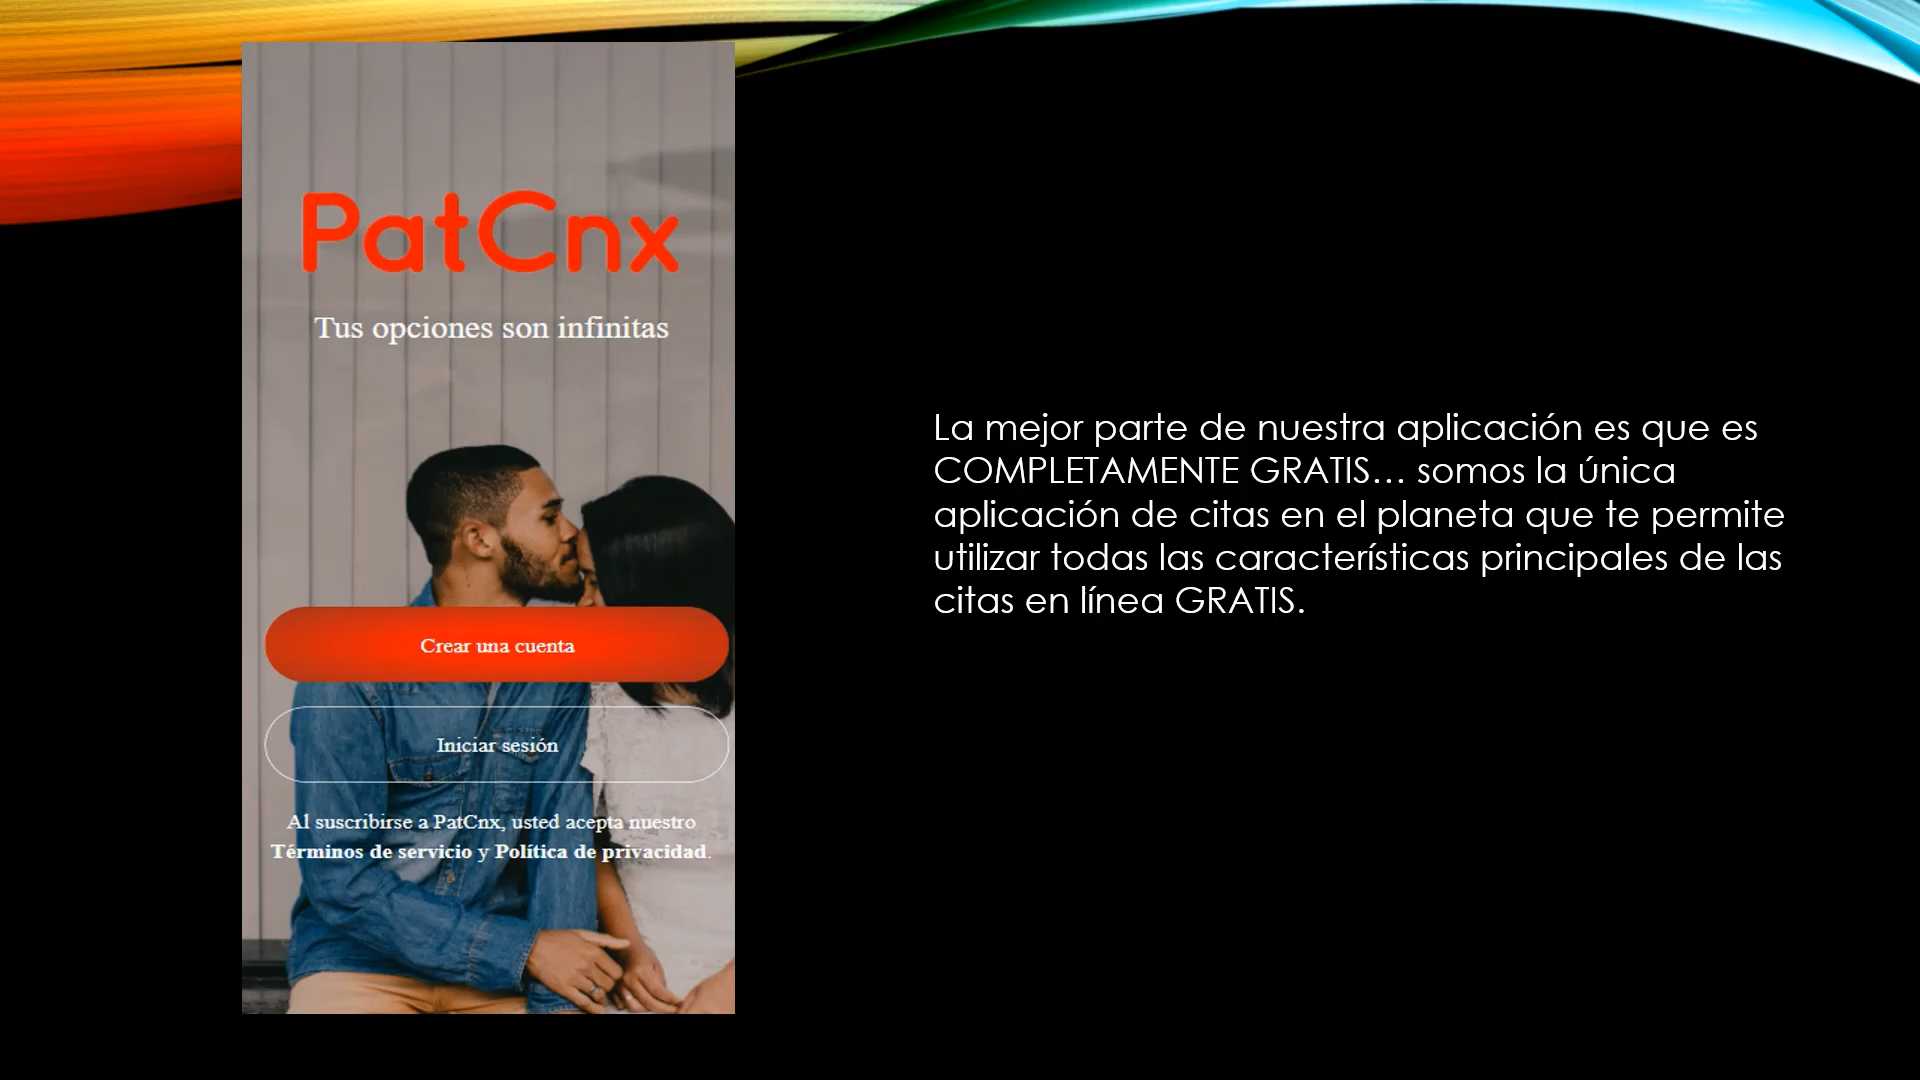 PatCnx
Tus opciones son infinitas
Crear una cuenta
Iniciar sesión
Al suscribirse a PatCnx, usted acepta nuestro
Términos de servicio y Política de privacidad.
La mejor parte de nuestra aplicación es que es
COMPLETAMENTE GRATIS… somos la única
aplicación de citas en el planeta que te permite
utilizar todas las características principales de las
citas en línea GRATIS.